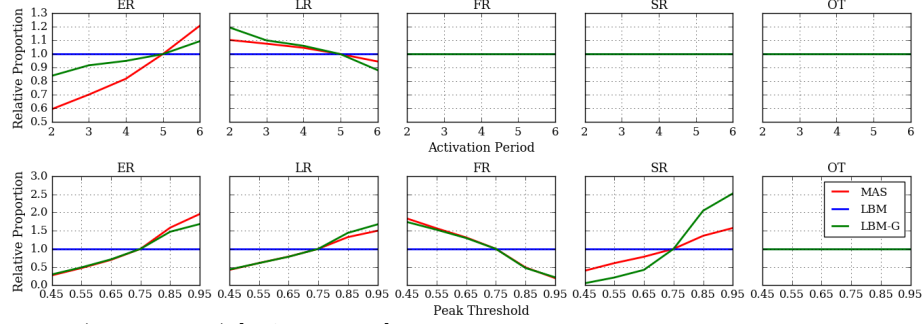 ER LR FR SR OT
Relative Proportion
1.3
1.2
1.1
1.0
0.9
0.8
0.7
0.6
0.5
2 3 4 5 6 2 3 4 5 6 2 3 4 5 6 2 3 4 5 6 2 3 4 5 6
Activation Period
ER LR FR SR OT
Relative Proportion
3.0
2.5
2.0
1.5
1.0
0.5
0.0
MAS
LBM
LBM-G
0.45 0.55 0.65 0.75 0.85 0.95 0.45 0.55 0.65 0.75 0.85 0.95 0.45 0.55 0.65 0.75 0.85 0.95 0.45 0.55 0.65 0.75 0.85 0.95 0.45 0.55 0.65 0.75 0.85 0.95
Peak Threshold